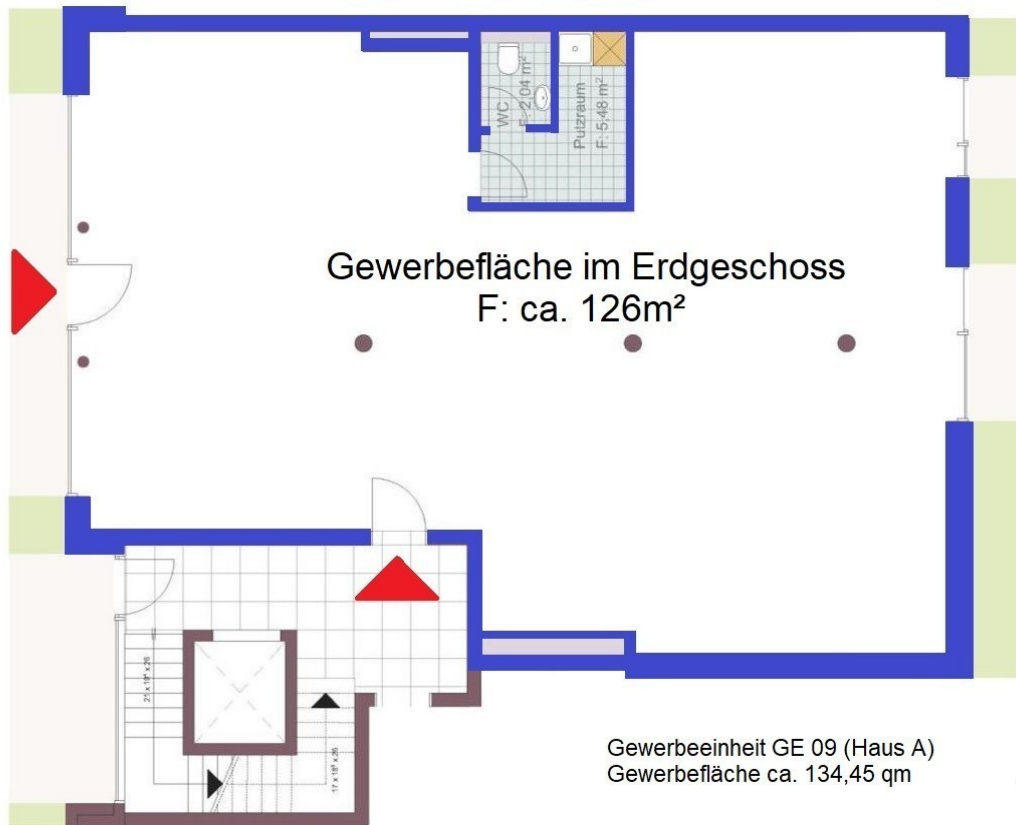 WC
F: 2,04 m²
Putzraum
F: 5,48 m²
Gewerbefläche im Erdgeschoss
F: ca. 126m²
Gewerbeeinheit GE 09 (Haus A)
Gewerbefläche ca. 134,45 qm